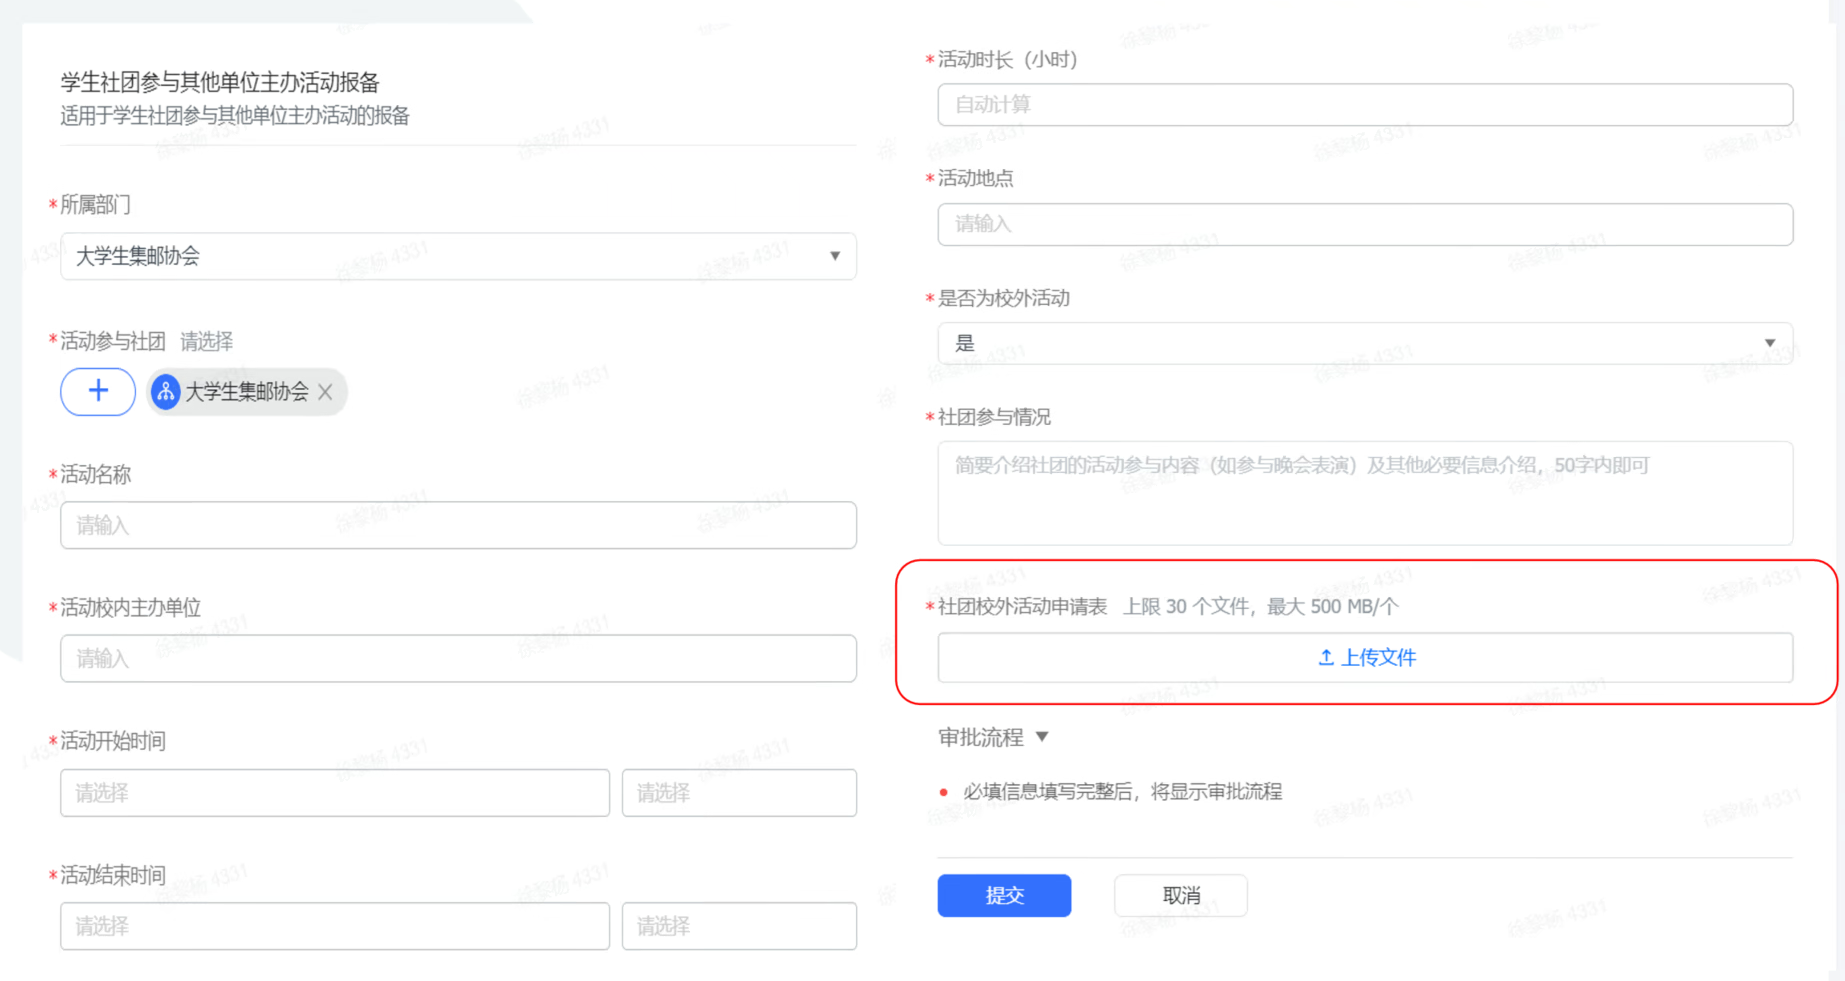 学生社团参与其他单位主办活动报备
适用于学生社团参与其他单位主办活动的报备
*所属部门
大学生集邮协会
*活动参与社团 请选择
+ 大学生集邮协会 ×
*活动名称
请输入
*活动校内主办单位
请输入
*活动开始时间
请选择 请选择
*活动结束时间
请选择 请选择
*活动时长（小时）
自动计算
*活动地点
请输入
*是否为校外活动
是
*社团参与情况
简要介绍社团的活动参与内容（如参与晚会表演）及其他必要信息介绍，50字内即可
*社团校外活动申请表 上限 30 个文件，最大 500 MB/个
上传文件
审批流程
必填信息填写完整后，将显示审批流程
提交 取消
徐黎杨 4331